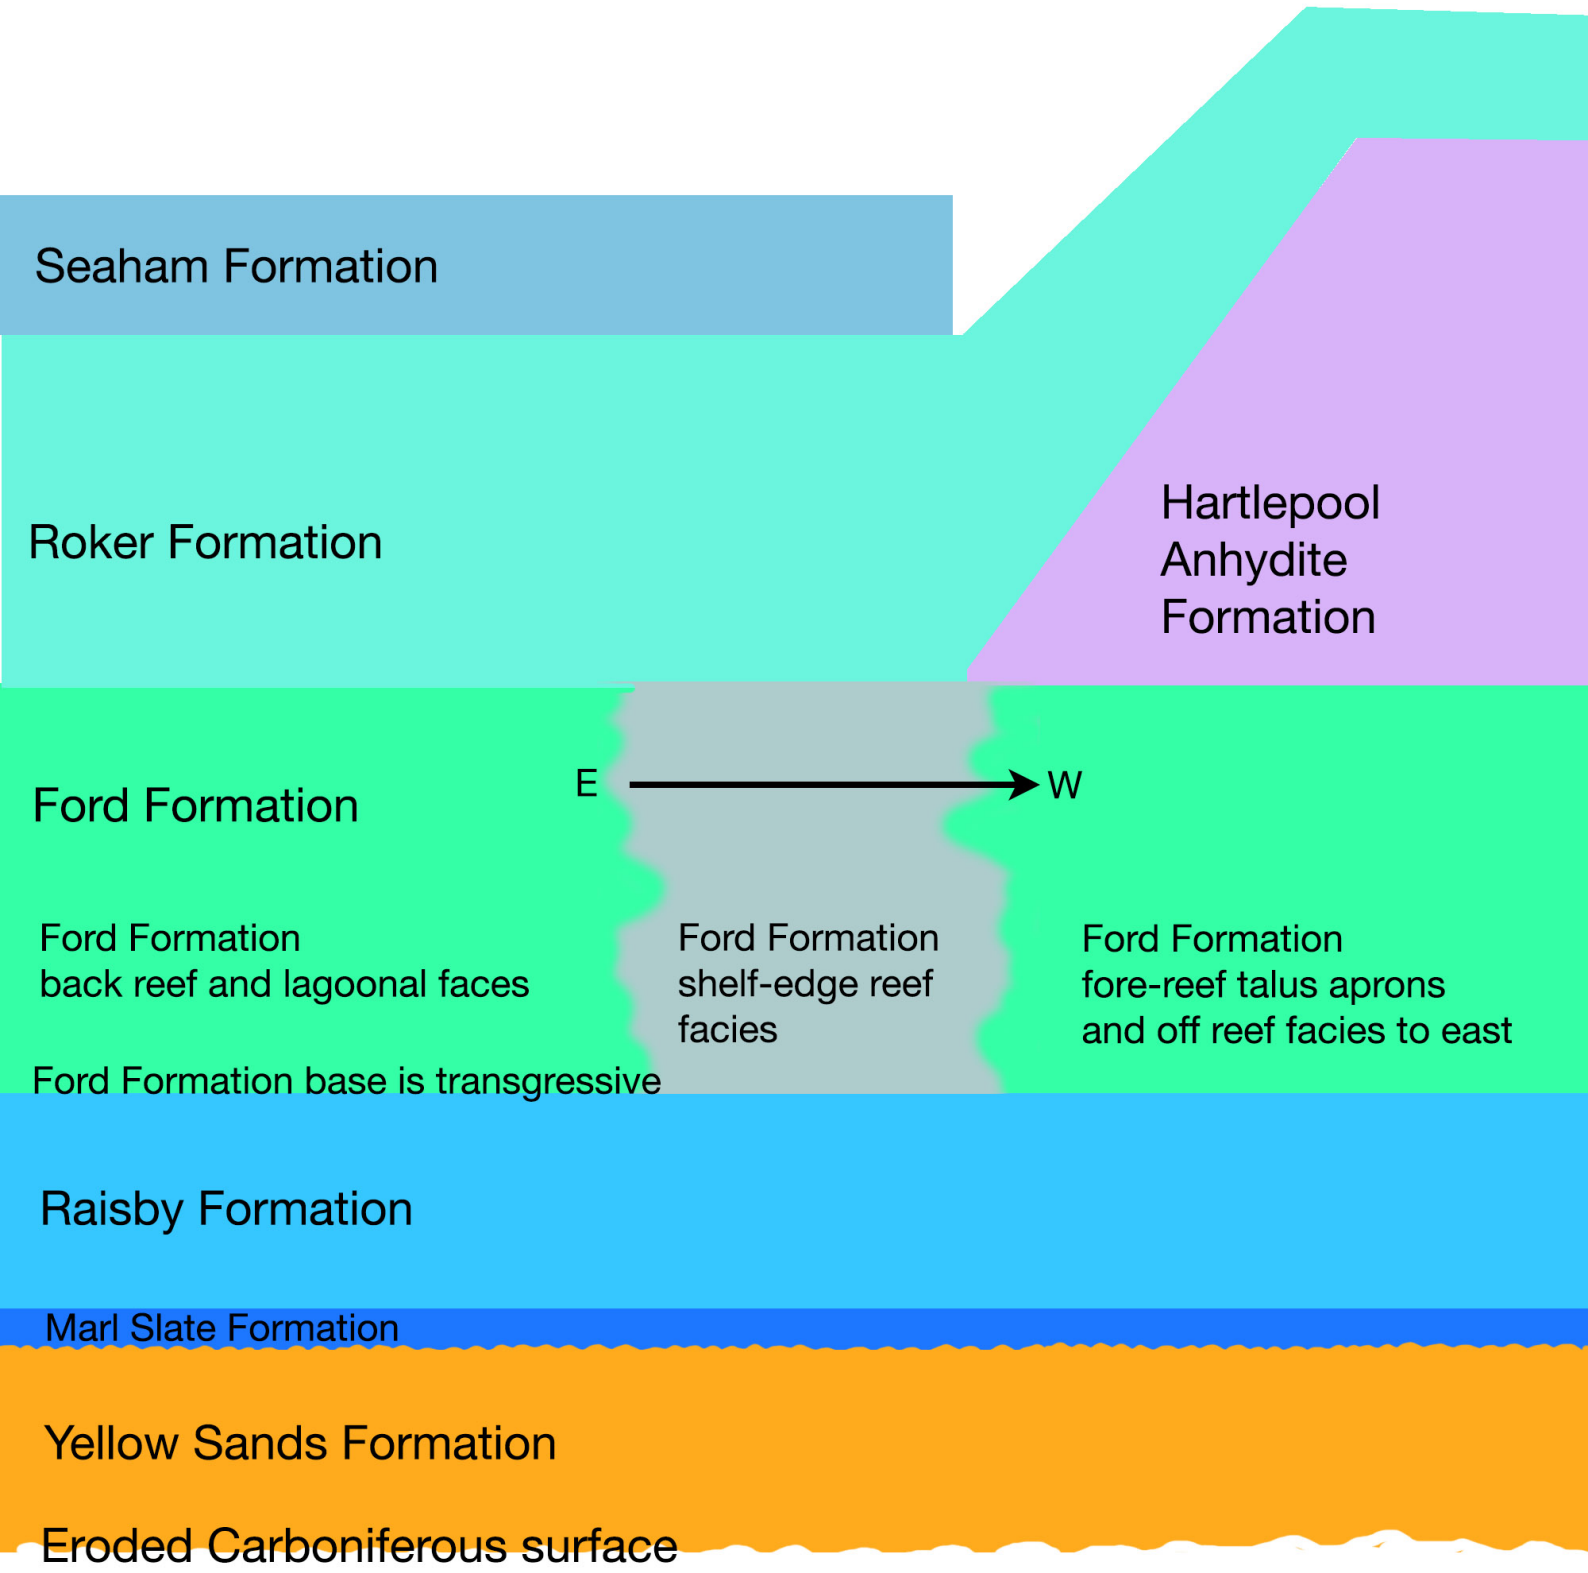 Seaham Formation
Roker Formation
Hartlepool
Anhydite
Formation
Ford Formation
E
W
Ford Formation
back reef and lagoonal faces
Ford Formation
shelf-edge reef
facies
Ford Formation
fore-reef talus aprons
and off reef facies to east
Ford Formation base is transgressive
Raisby Formation
Marl Slate Formation
Yellow Sands Formation
Eroded Carboniferous surface